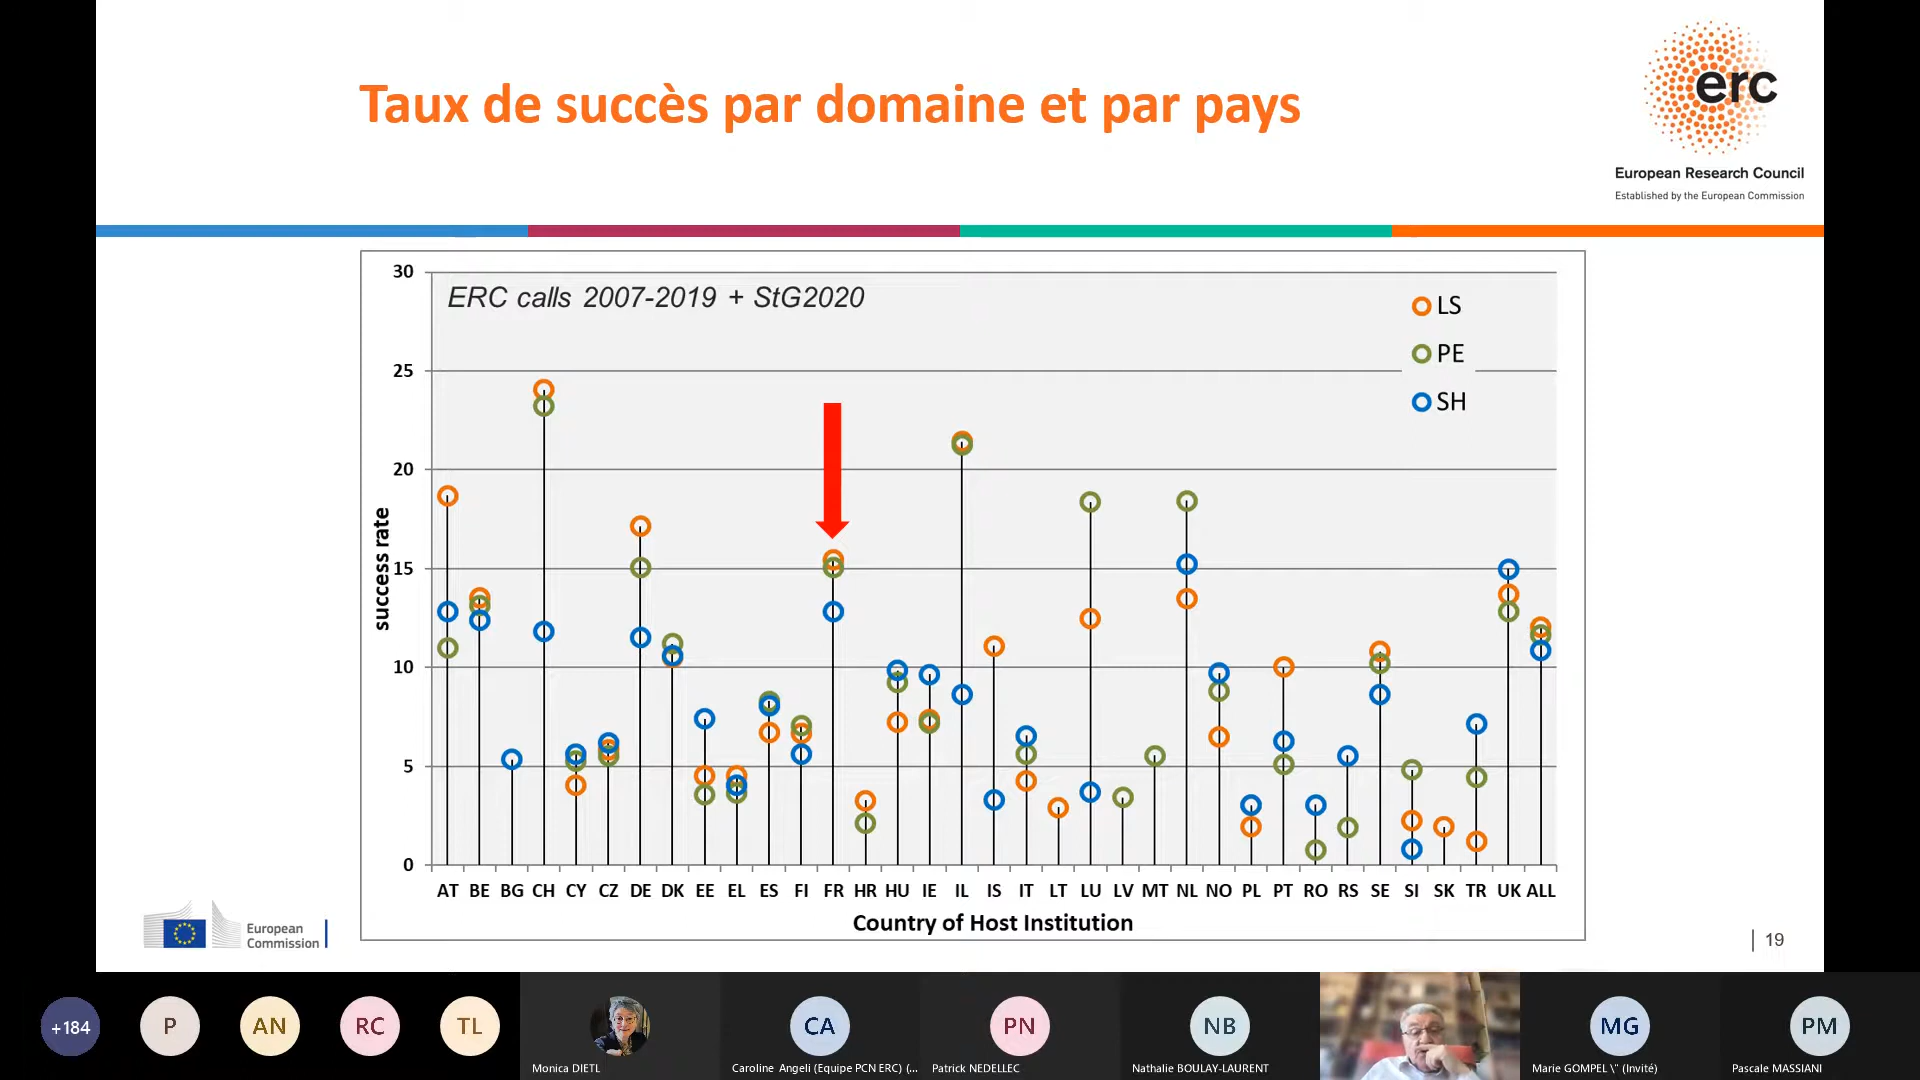 Taux de succès par domaine et par pays
erc
European Research Council
Established by the European Commission
ERC calls 2007-2019 + StG2020
LS
PE
SH
30
25
20
15
10
5
0
success rate
AT BE BG CH CY CZ DE DK EE EL ES FI FR HR HU IE IL IS IT LT LU LV MT NL NO PL PT RO RS SE SI SK TR UK ALL
Country of Host Institution
European
Commission
19
+184
P
AN
RC
TL
CA
PN
NB
MG
PM
Monica DIETL
Caroline Angeli (Equipe PCN ERC) (...
Patrick NEDELLEC
Nathalie BOULAY-LAURENT
Marie GOMPEL \" (Invité)
Pascale MASSIANI